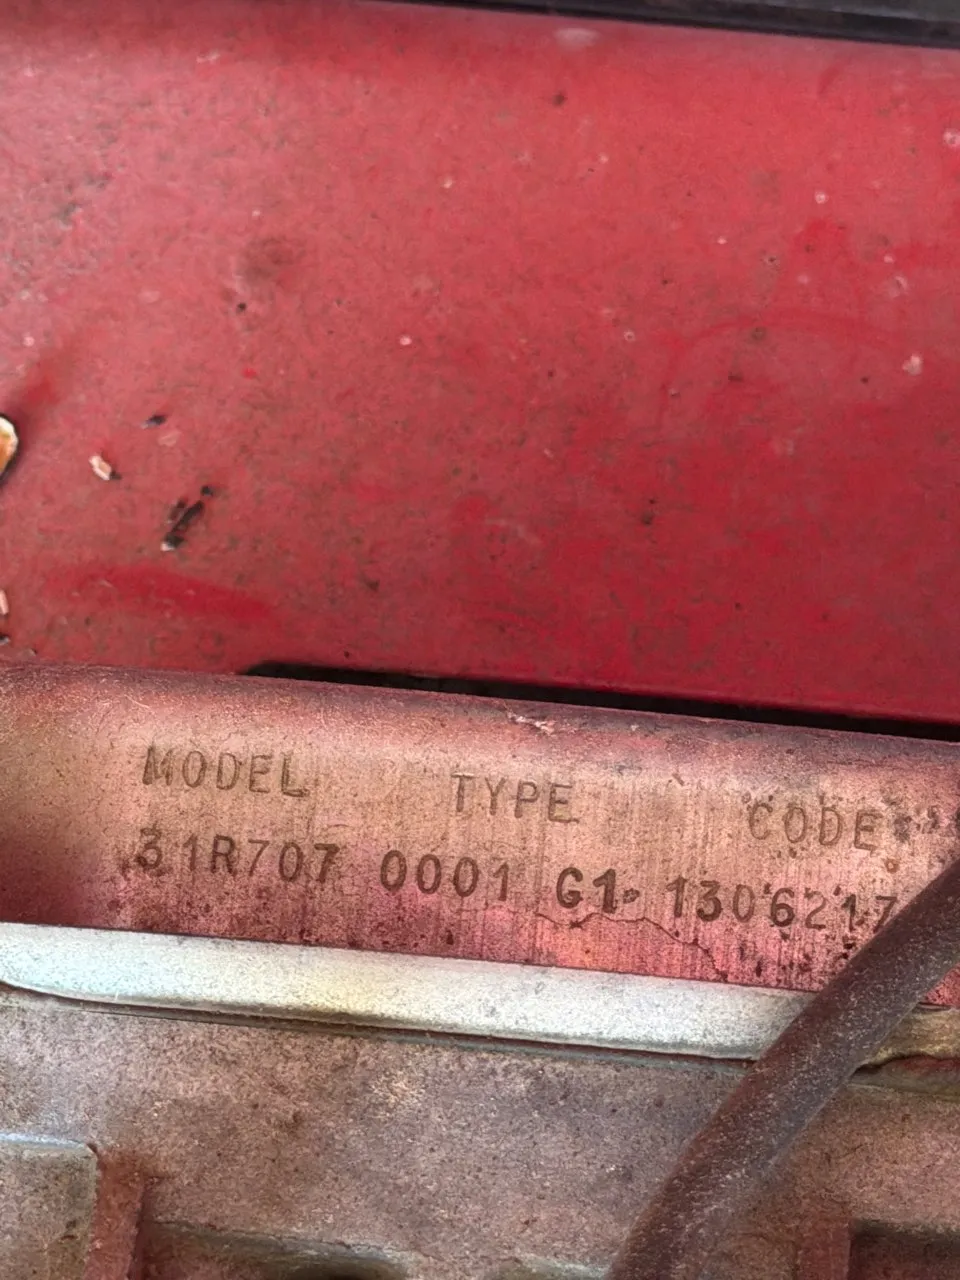 MODEL TYPE CODE
31R707 0001 G1 1306217